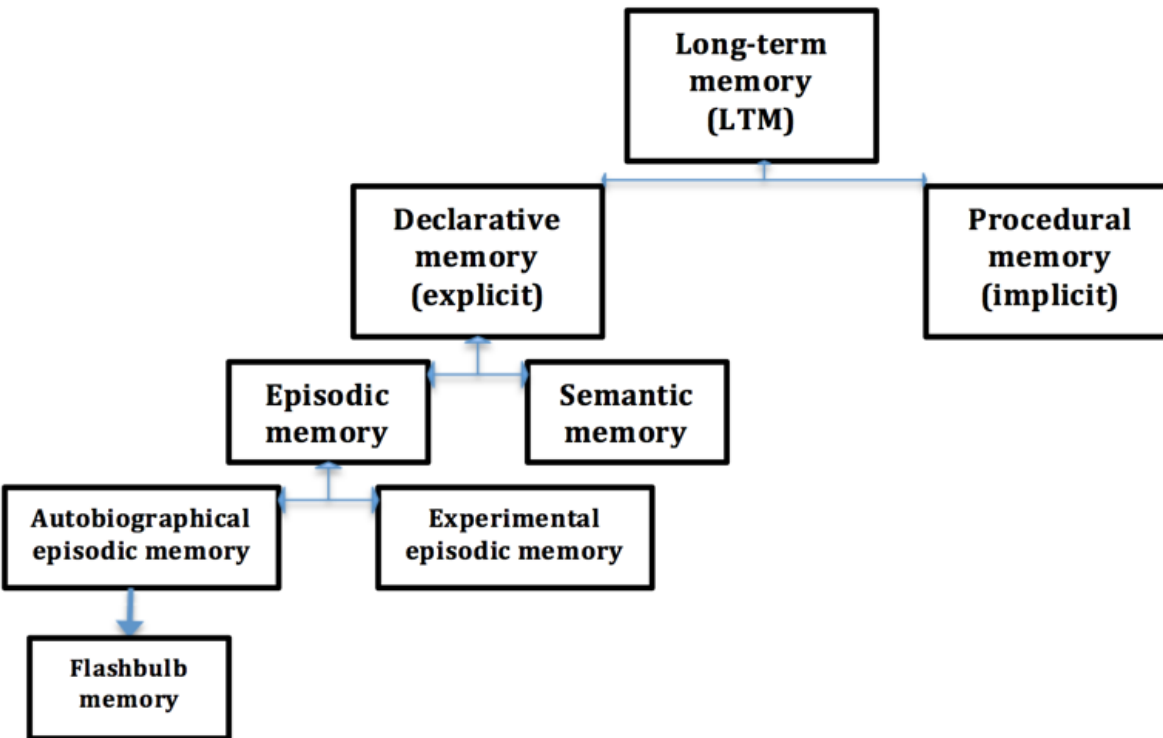 Long-term
memory
(LTM)
Declarative
memory
(explicit)
Procedural
memory
(implicit)
Episodic
memory
Semantic
memory
Autobiographical
episodic memory
Experimental
episodic memory
Flashbulb
memory